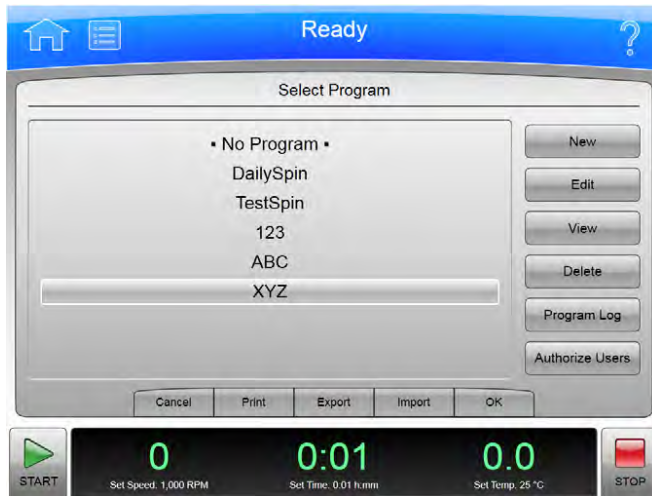 Ready
?
Select Program
▪ No Program ▪
DailySpin
TestSpin
123
ABC
XYZ
New
Edit
View
Delete
Program Log
Authorize Users
Cancel Print Export Import OK
START
0
Set Speed: 1,000 RPM
0:01
Set Time: 0:01 h:mm
0.0
Set Temp. 25 °C
STOP